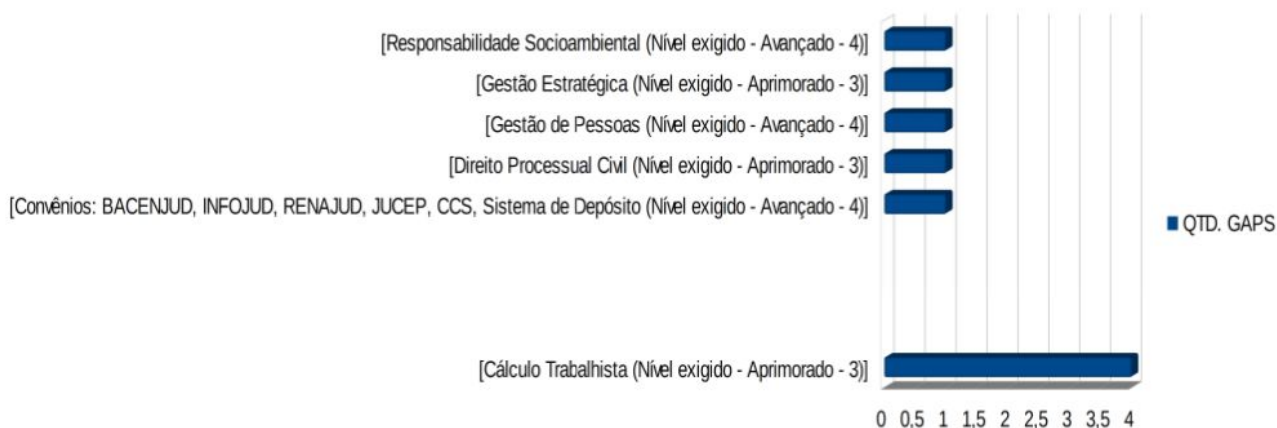 [Responsabilidade Socioambiental (Nível exigido - Avançado - 4)]
[Gestão Estratégica (Nível exigido - Aprimorado - 3)]
[Gestão de Pessoas (Nível exigido - Avançado - 4)]
[Direito Processual Civil (Nível exigido - Aprimorado - 3)]
[Convênios: BACENJUD, INFOJUD, RENAJUD, JUCEP, CCS, Sistema de Depósito (Nível exigido - Avançado - 4)]
QTD. GAPS
[Cálculo Trabalhista (Nível exigido - Aprimorado - 3)]
0 0,5 1 1,5 2 2,5 3 3,5 4